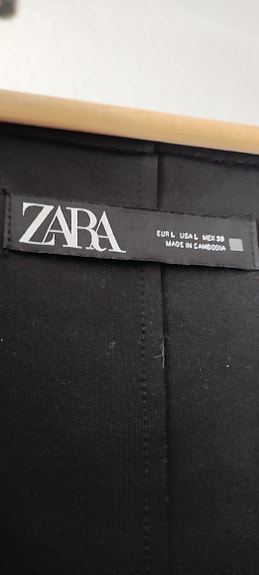 ZARA
EUR L USA L MEX 38
MADE IN CAMBODIA